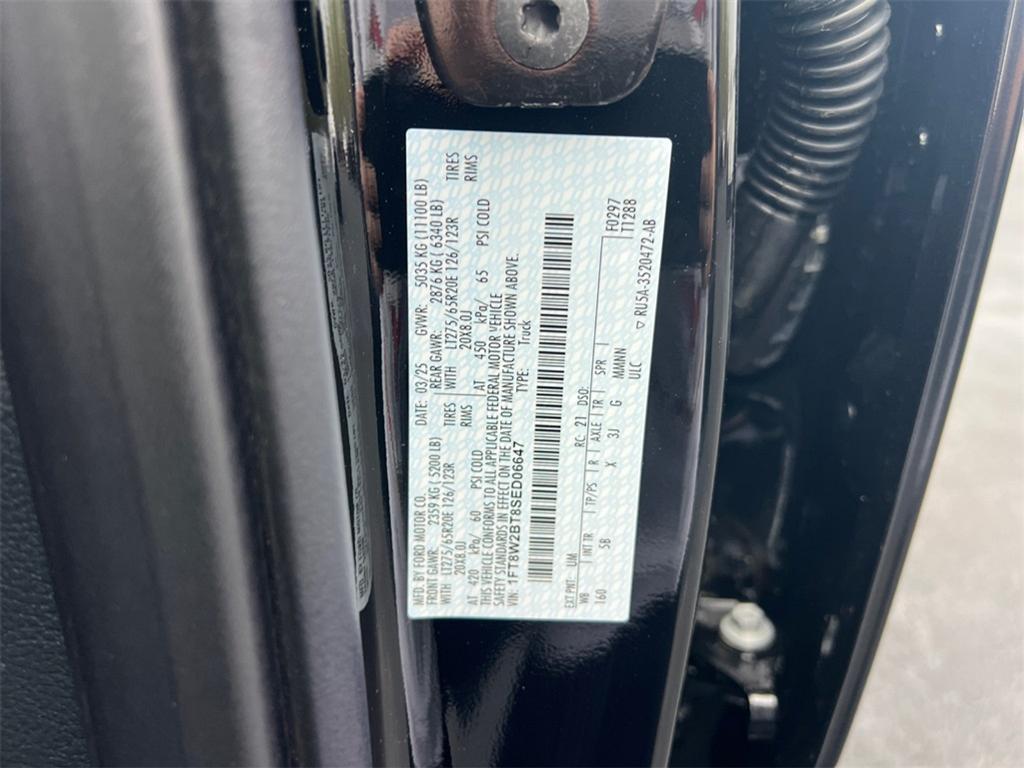 MFD. BY FORD MOTOR CO. DATE: 03/25 GVWR: 5035 KG (11100 LB)
FRONT GAWR: 2359 KG ( 5200 LB) REAR GAWR: 2876 KG ( 6340 LB)
WITH LT275/65R20E 126/123R TIRES WITH LT275/65R20E 126/123R TIRES
20X8.0J RIMS 20X8.0J RIMS
AT 420 kPa/ 60 PSI COLD AT 450 kPa/ 65 PSI COLD
THIS VEHICLE CONFORMS TO ALL APPLICABLE FEDERAL MOTOR VEHICLE
SAFETY STANDARDS IN EFFECT ON THE DATE OF MANUFACTURE SHOWN ABOVE.
VIN: 1FT8W2BT8SED06647 TYPE: Truck
F0297
T1288
EXT PNT: UM RC: 21 DSO:
WB INT TR TP/PS R AXLE TR SPR
160 5B X 3J G MMMNN
ULC
▽ RU5A-3520472-AB